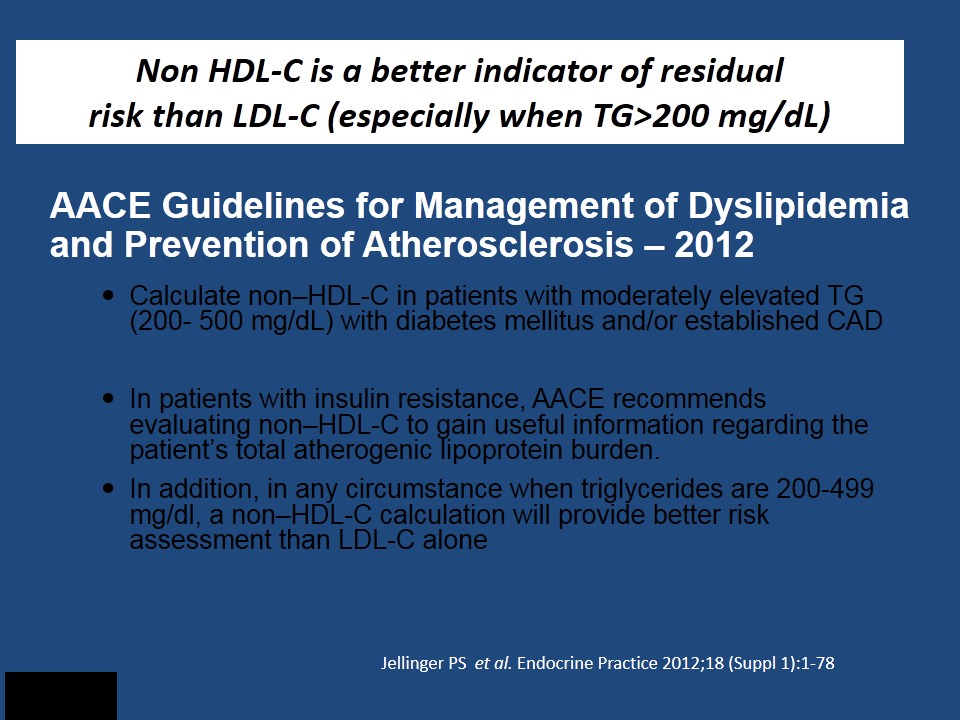 Non HDL-C is a better indicator of residual
risk than LDL-C (especially when TG>200 mg/dL)
AACE Guidelines for Management of Dyslipidemia
and Prevention of Atherosclerosis – 2012
• Calculate non–HDL-C in patients with moderately elevated TG
(200- 500 mg/dL) with diabetes mellitus and/or established CAD
• In patients with insulin resistance, AACE recommends
evaluating non–HDL-C to gain useful information regarding the
patient’s total atherogenic lipoprotein burden.
• In addition, in any circumstance when triglycerides are 200-499
mg/dl, a non–HDL-C calculation will provide better risk
assessment than LDL-C alone
Jellinger PS et al. Endocrine Practice 2012;18 (Suppl 1):1-78